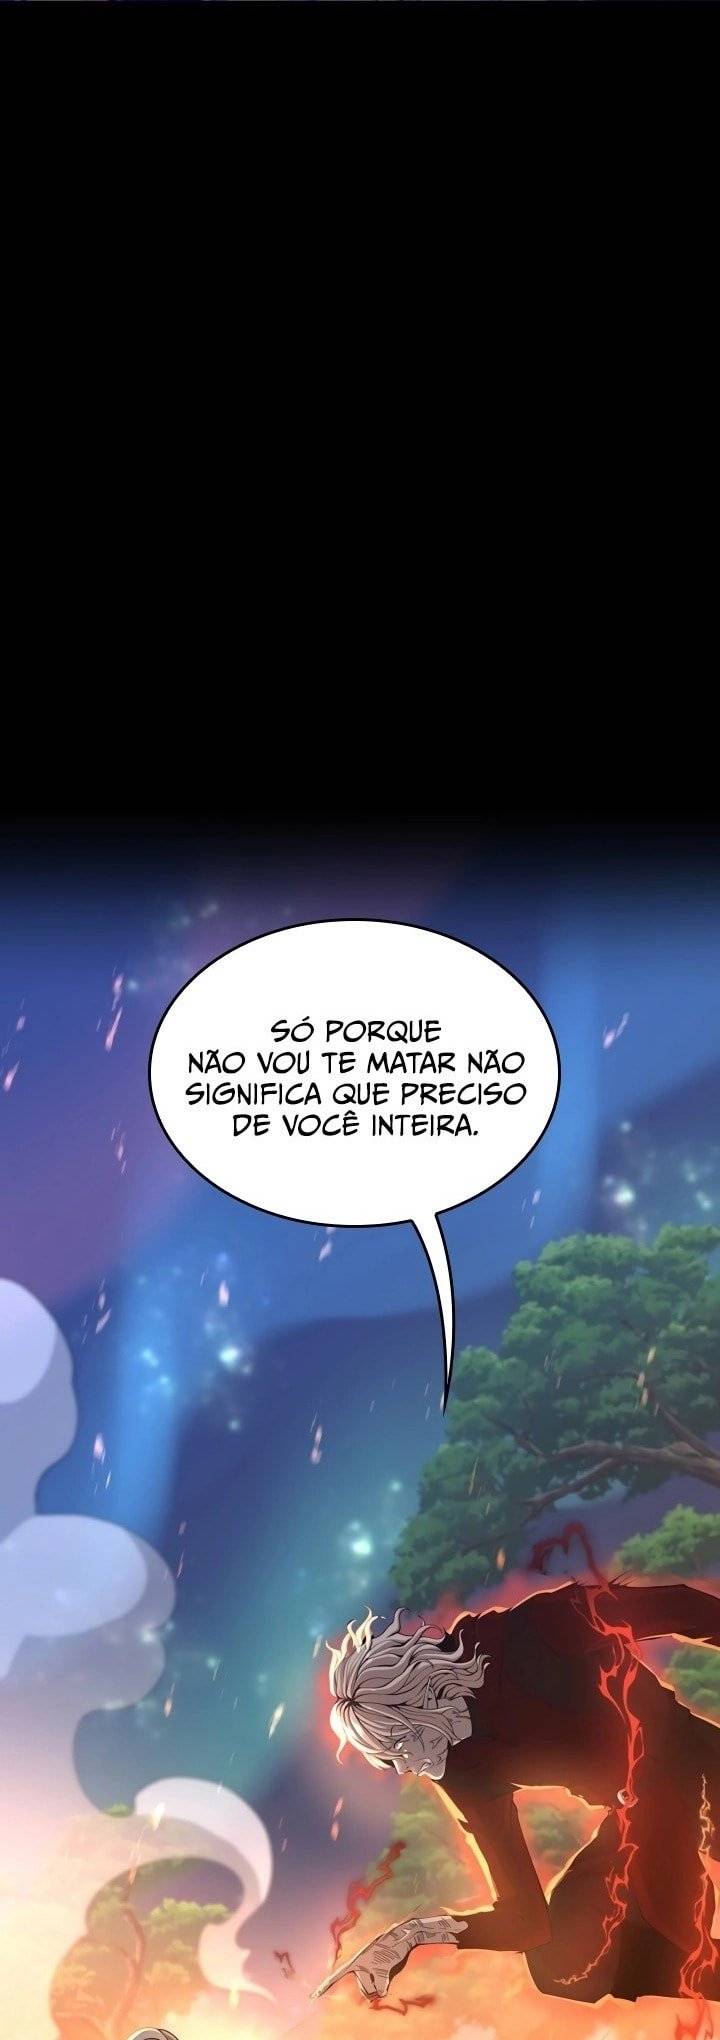 SÓ PORQUE
NÃO VOU TE MATAR NÃO
SIGNIFICA QUE PRECISO
DE VOCÊ INTEIRA.